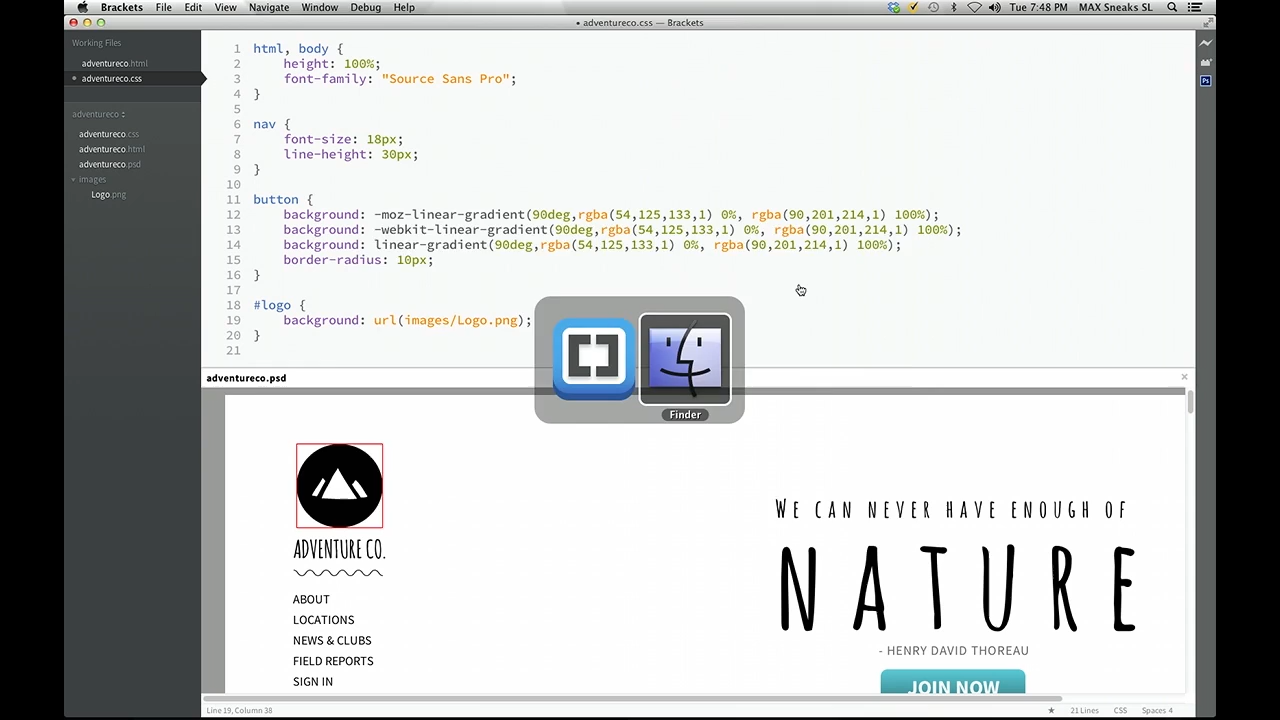 Brackets File Edit View Navigate Window Debug Help Tue 7:48 PM MAX Sneaks SL
• adventureco.css — Brackets
Working Files
adventureco.html
adventureco.css
adventureco
adventureco.css
adventureco.html
adventureco.psd
images
Logo.png
1 html, body {
2 height: 100%;
3 font-family: "Source Sans Pro";
4 }
5
6 nav {
7 font-size: 18px;
8 line-height: 30px;
9 }
10
11 button {
12 background: -moz-linear-gradient(90deg,rgba(54,125,133,1) 0%, rgba(90,201,214,1) 100%);
13 background: -webkit-linear-gradient(90deg,rgba(54,125,133,1) 0%, rgba(90,201,214,1) 100%);
14 background: linear-gradient(90deg,rgba(54,125,133,1) 0%, rgba(90,201,214,1) 100%);
15 border-radius: 10px;
16 }
17
18 #logo {
19 background: url(images/Logo.png);
20 }
21
Ps
Finder
adventureco.psd
ADVENTURE CO.
ABOUT
LOCATIONS
NEWS & CLUBS
FIELD REPORTS
SIGN IN
WE CAN NEVER HAVE ENOUGH OF
NATURE
- HENRY DAVID THOREAU
JOIN NOW
Line 19, Column 38
21 Lines CSS Spaces 4